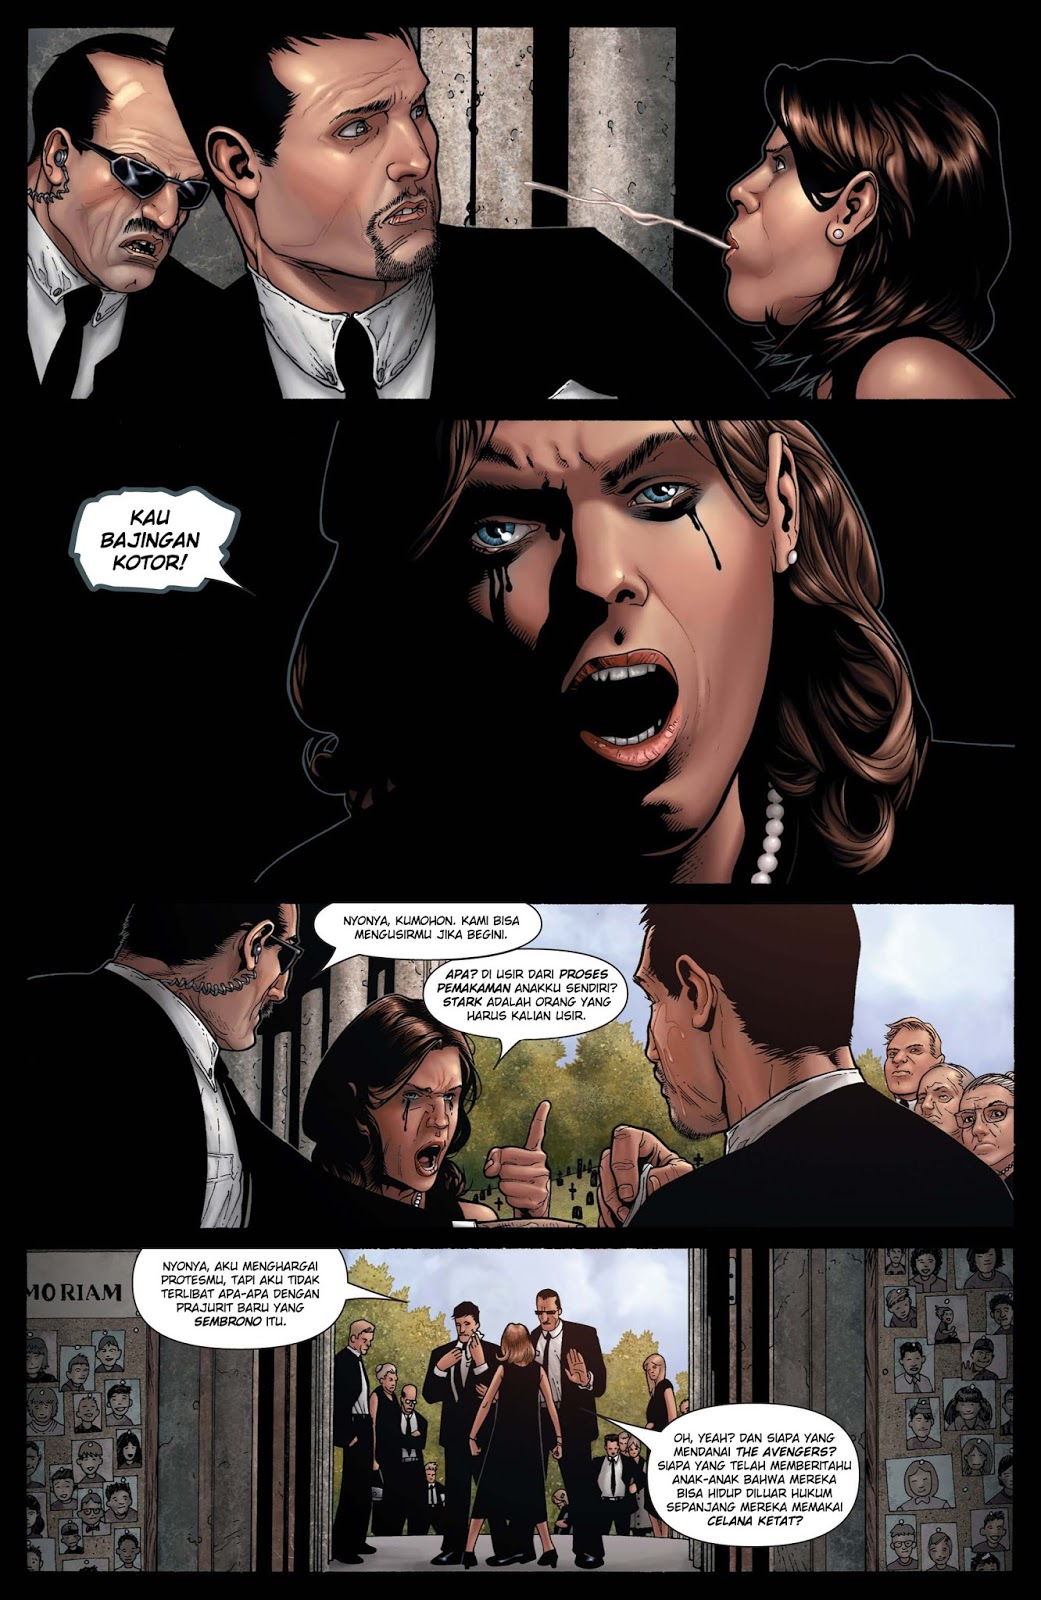 KAU
BAJINGAN
KOTOR!
NYONYA, KUMOHON. KAMI BISA
MENGUSIRMU JIKA BEGINI.
APA? DI USIR DARI PROSES
PEMAKAMAN ANAKKU SENDIRI?
STARK ADALAH ORANG YANG
HARUS KALIAN USIR.
MORIAM
NYONYA, AKU MENGHARGAI
PROTESMU, TAPI AKU TIDAK
TERLIBAT APA-APA DENGAN
PRAJURIT BARU YANG
SEMBRONO ITU.
OH, YEAH? DAN SIAPA YANG
MENDANAI THE AVENGERS?
SIAPA YANG TELAH MEMBERITAHU
ANAK-ANAK BAHWA MEREKA
BISA HIDUP DILUAR HUKUM
SEPANJANG MEREKA MEMAKAI
CELANA KETAT?